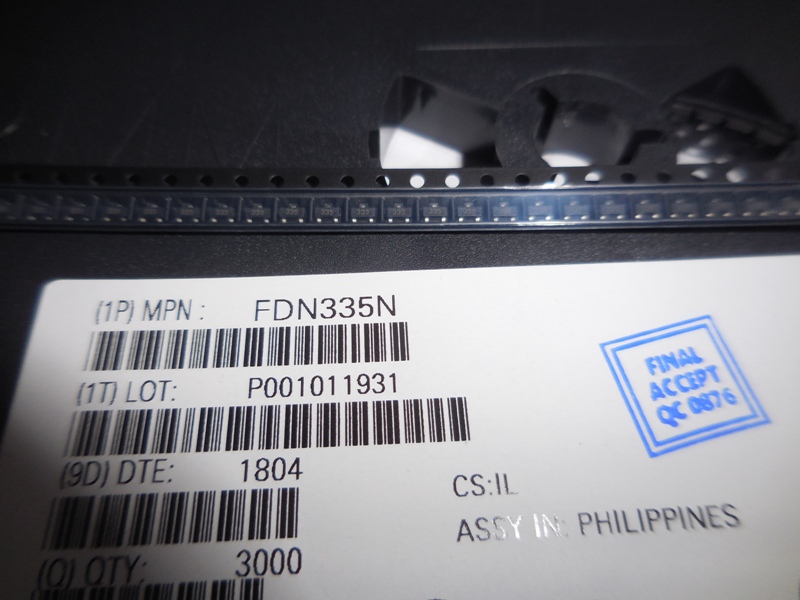 (1P) MPN : FDN335N
(1T) LOT: P001011931
(9D) DTE: 1804
(Q) QTY: 3000
CS:IL
ASSY IN: PHILIPPINES
FINAL
ACCEPT
QC 0876